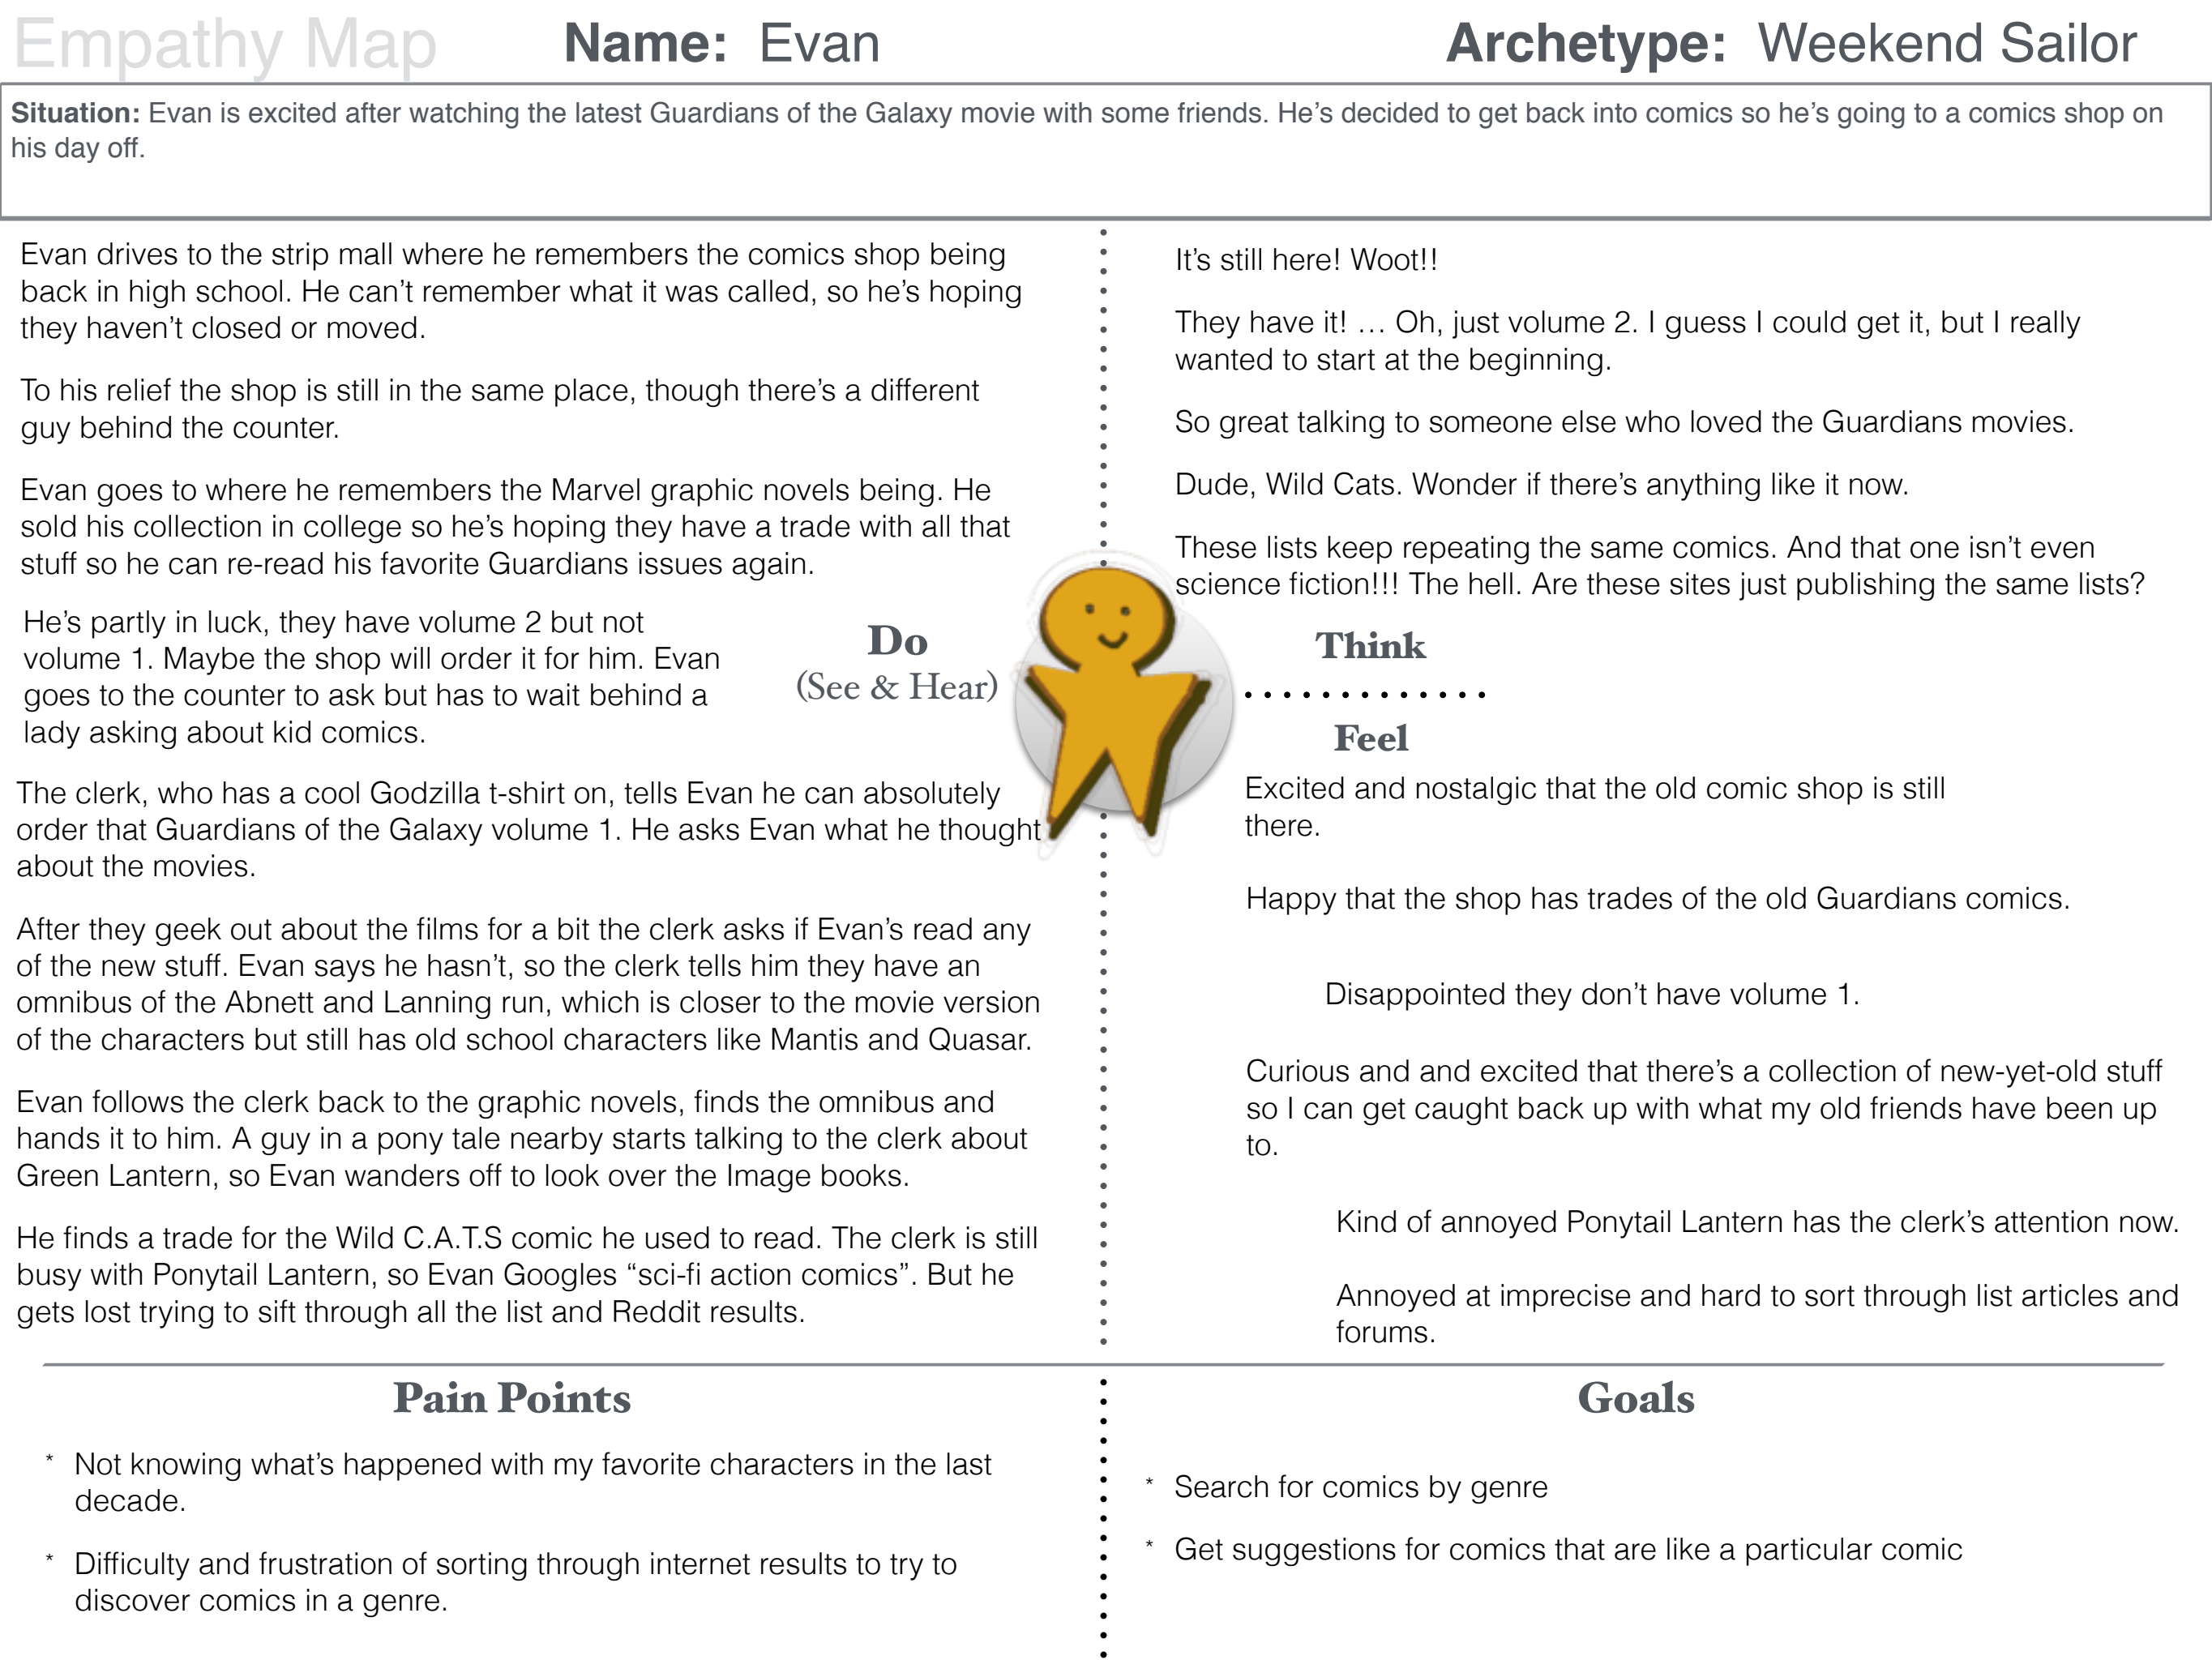 Empathy Map
Name: Evan
Archetype: Weekend Sailor
Situation: Evan is excited after watching the latest Guardians of the Galaxy movie with some friends. He’s decided to get back into comics so he’s going to a comics shop on
his day off.
Evan drives to the strip mall where he remembers the comics shop being
back in high school. He can’t remember what it was called, so he’s hoping
they haven’t closed or moved.
To his relief the shop is still in the same place, though there’s a different
guy behind the counter.
Evan goes to where he remembers the Marvel graphic novels being. He
sold his collection in college so he’s hoping they have a trade with all that
stuff so he can re-read his favorite Guardians issues again.
He’s partly in luck, they have volume 2 but not
volume 1. Maybe the shop will order it for him. Evan
goes to the counter to ask but has to wait behind a
lady asking about kid comics.
The clerk, who has a cool Godzilla t-shirt on, tells Evan he can absolutely
order that Guardians of the Galaxy volume 1. He asks Evan what he thought
about the movies.
After they geek out about the films for a bit the clerk asks if Evan’s read any
of the new stuff. Evan says he hasn’t, so the clerk tells him they have an
omnibus of the Abnett and Lanning run, which is closer to the movie version
of the characters but still has old school characters like Mantis and Quasar.
Evan follows the clerk back to the graphic novels, finds the omnibus and
hands it to him. A guy in a pony tale nearby starts talking to the clerk about
Green Lantern, so Evan wanders off to look over the Image books.
He finds a trade for the Wild C.A.T.S comic he used to read. The clerk is still
busy with Ponytail Lantern, so Evan Googles “sci-fi action comics”. But he
gets lost trying to sift through all the list and Reddit results.
Do
(See & Hear)
It’s still here! Woot!!
They have it! … Oh, just volume 2. I guess I could get it, but I really
wanted to start at the beginning.
So great talking to someone else who loved the Guardians movies.
Dude, Wild Cats. Wonder if there’s anything like it now.
These lists keep repeating the same comics. And that one isn’t even
science fiction!!! The hell. Are these sites just publishing the same lists?
Think
Feel
Excited and nostalgic that the old comic shop is still
there.
Happy that the shop has trades of the old Guardians comics.
Disappointed they don’t have volume 1.
Curious and and excited that there’s a collection of new-yet-old stuff
so I can get caught back up with what my old friends have been up
to.
Kind of annoyed Ponytail Lantern has the clerk’s attention now.
Annoyed at imprecise and hard to sort through list articles and
forums.
Pain Points
* Not knowing what’s happened with my favorite characters in the last
decade.
* Difficulty and frustration of sorting through internet results to try to
discover comics in a genre.
Goals
* Search for comics by genre
* Get suggestions for comics that are like a particular comic